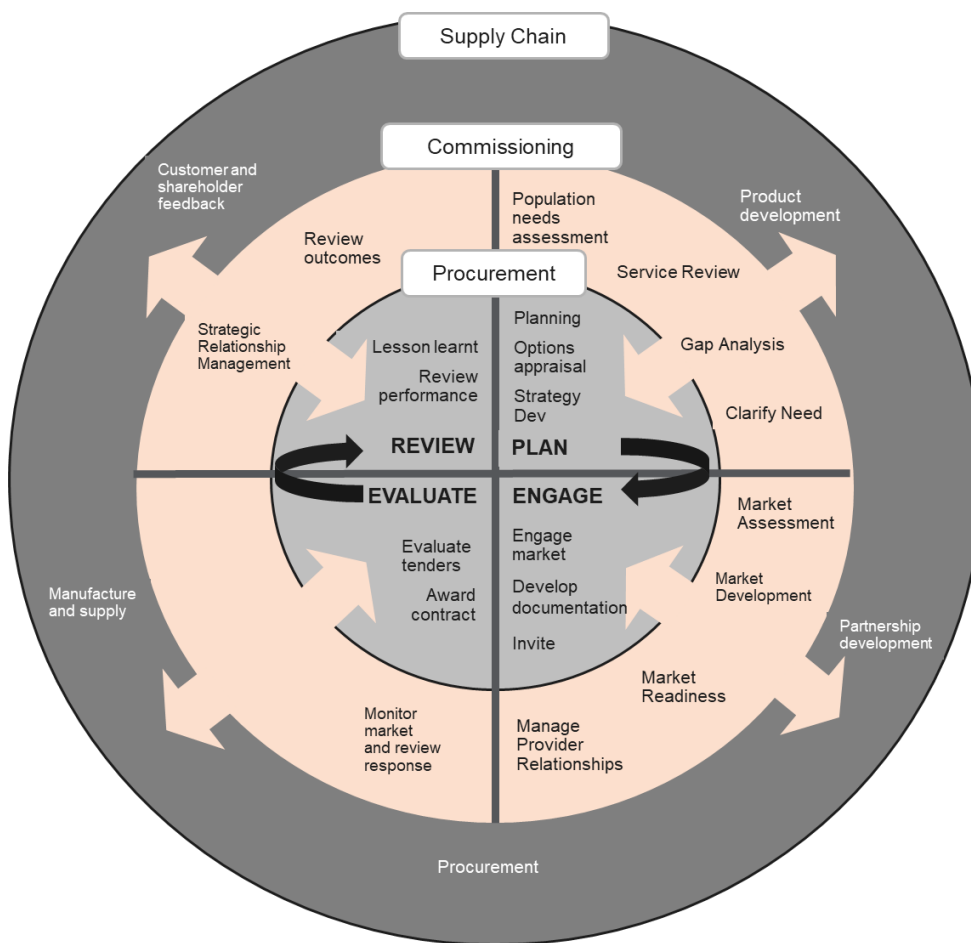 Supply Chain
Commissioning
Customer and
shareholder
feedback
Product
development
Population
needs
assessment
Review
outcomes
Service Review
Procurement
Strategic
Relationship
Management
Lesson learnt
Review
performance
Planning
Options
appraisal
Strategy
Dev
Gap Analysis
Clarify Need
REVIEW
PLAN
EVALUATE
ENGAGE
Market
Assessment
Evaluate
tenders
Award
contract
Engage
market
Develop
documentation
Invite
Market
Development
Manufacture
and supply
Partnership
development
Market
Readiness
Monitor
market
and review
response
Manage
Provider
Relationships
Procurement